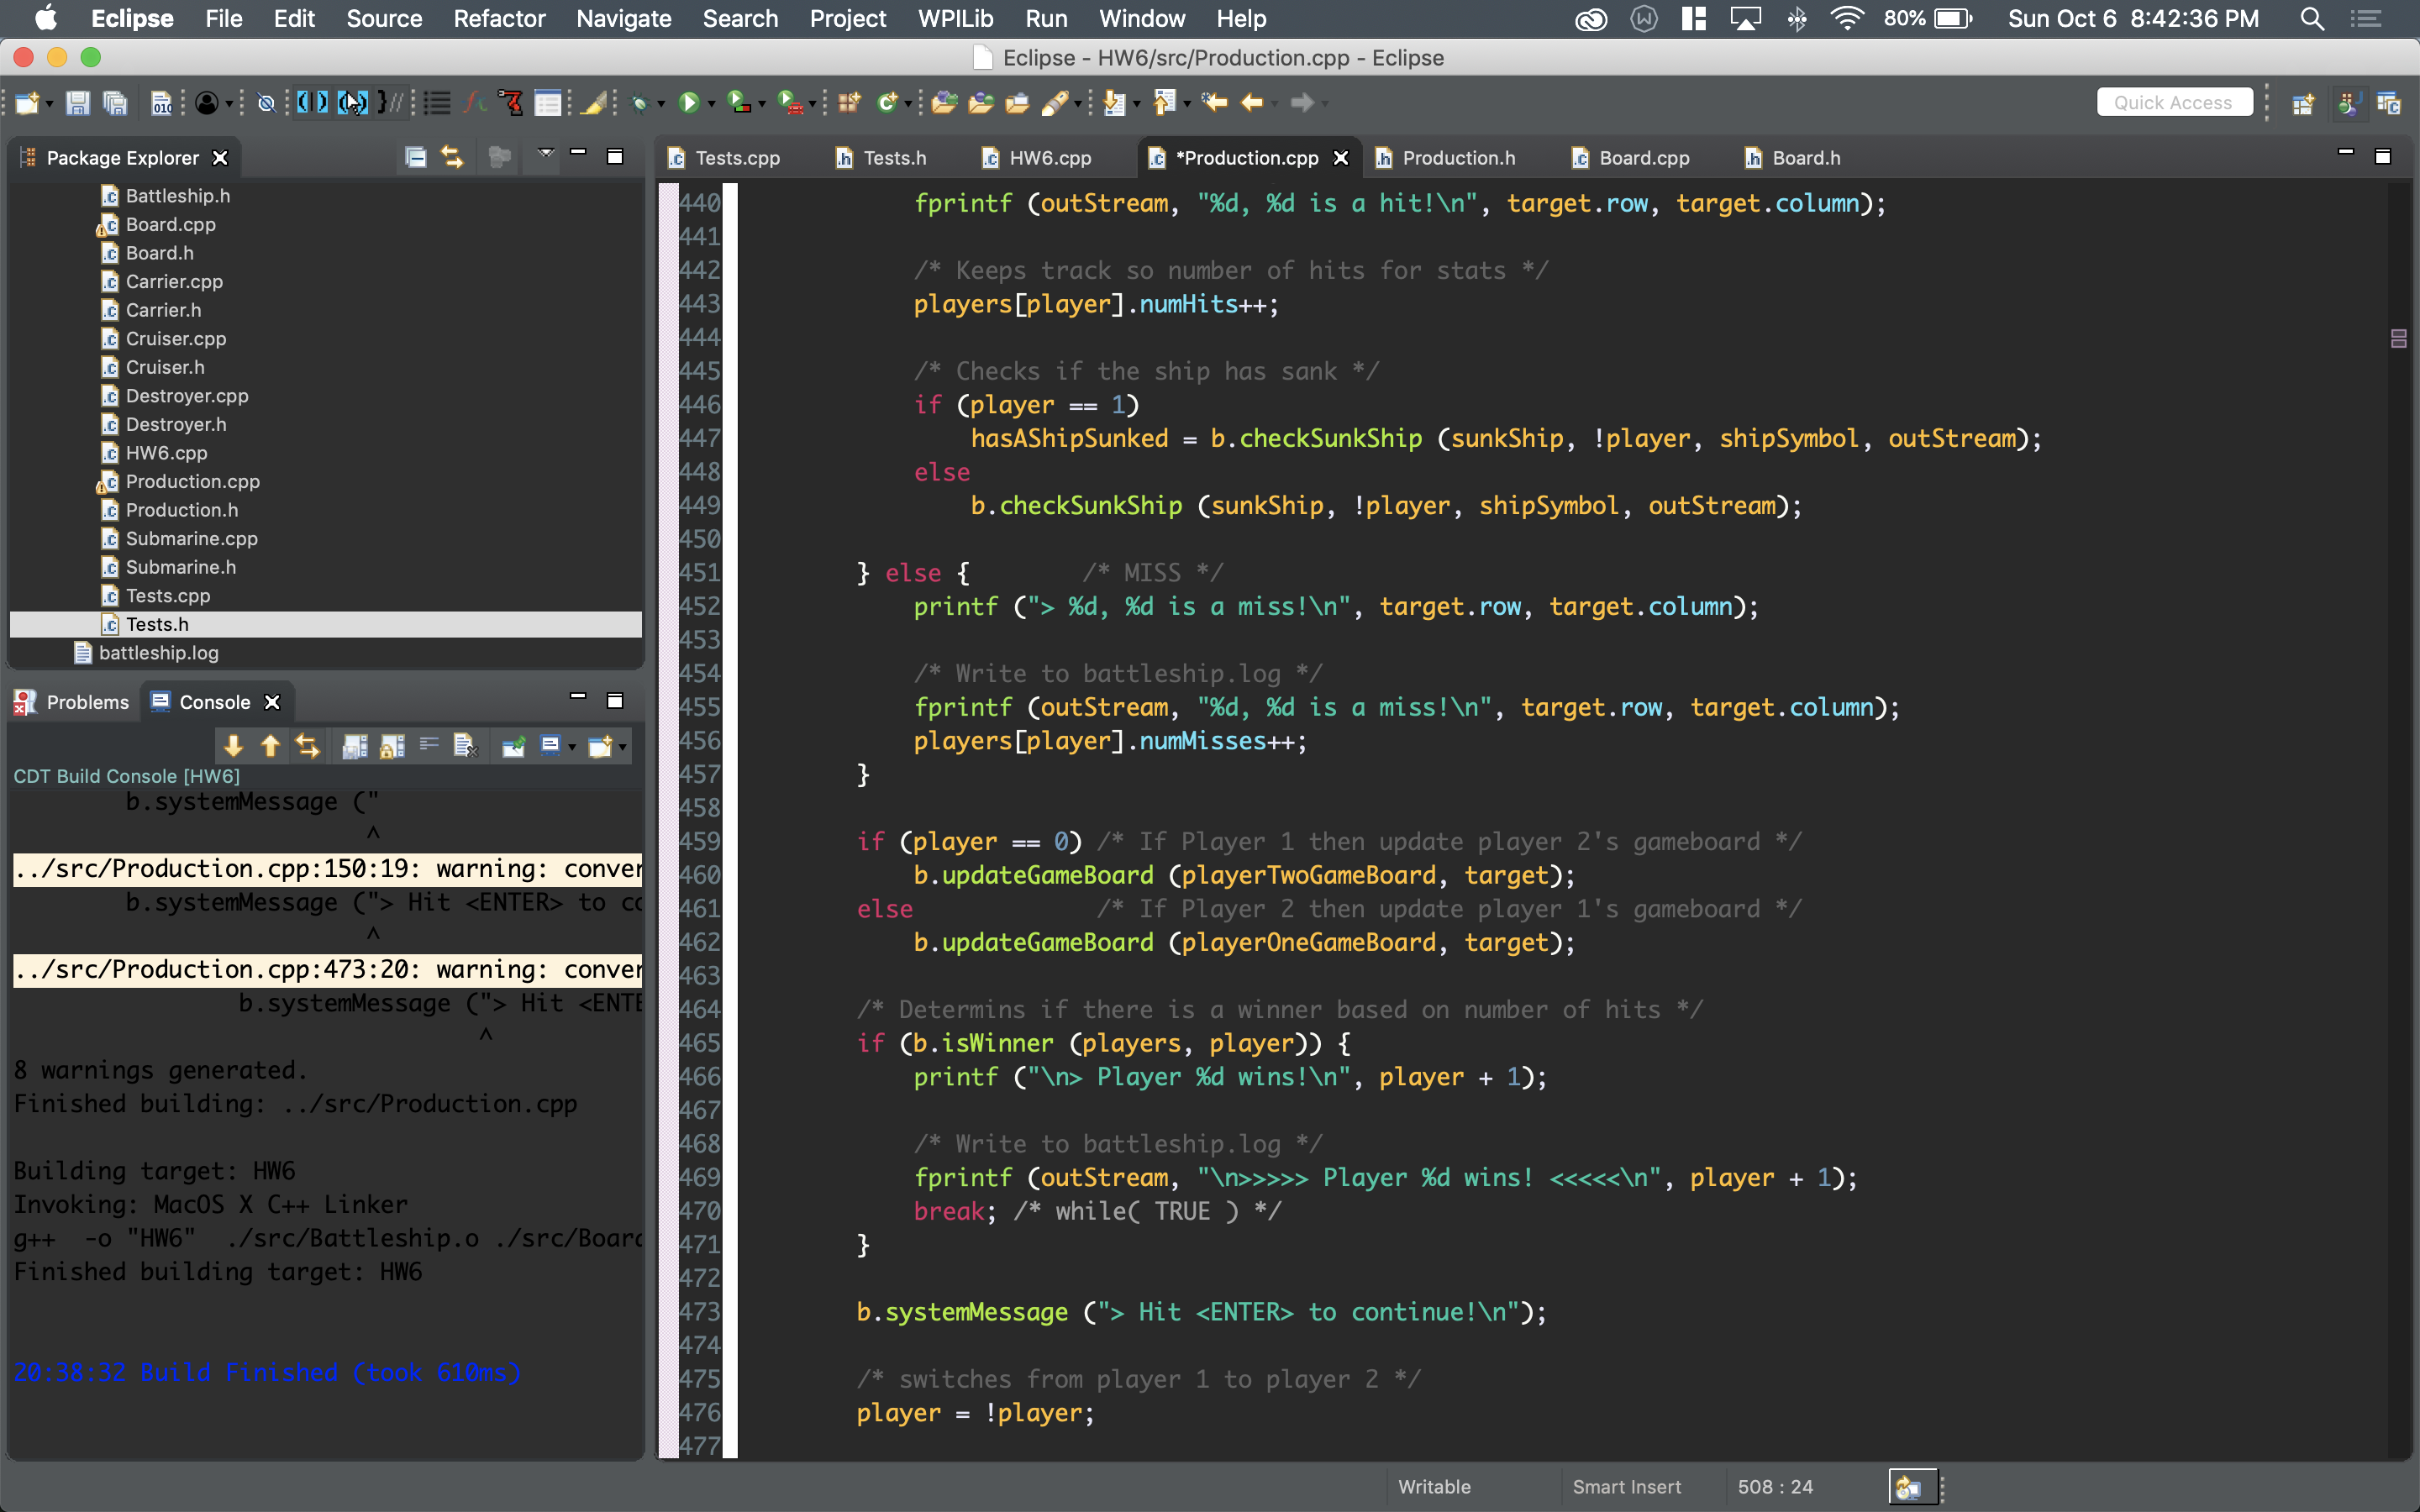 Eclipse File Edit Source Refactor Navigate Search Project WPILib Run Window Help 80% Sun Oct 6 8:42:36 PM
Eclipse - HW6/src/Production.cpp - Eclipse
Quick Access
Package Explorer
Battleship.h
Board.cpp
Board.h
Carrier.cpp
Carrier.h
Cruiser.cpp
Cruiser.h
Destroyer.cpp
Destroyer.h
HW6.cpp
Production.cpp
Production.h
Submarine.cpp
Submarine.h
Tests.cpp
Tests.h
battleship.log
Problems Console
CDT Build Console [HW6]
b.systemMessage ("
^
../src/Production.cpp:150:19: warning: conver
b.systemMessage ("> Hit <ENTER> to co
^
../src/Production.cpp:473:20: warning: conver
b.systemMessage ("> Hit <ENTE
^
8 warnings generated.
Finished building: ../src/Production.cpp
Building target: HW6
Invoking: MacOS X C++ Linker
g++  -o "HW6"  ./src/Battleship.o ./src/Board
Finished building target: HW6
20:38:32 Build Finished (took 610ms)
Tests.cpp Tests.h HW6.cpp *Production.cpp Production.h Board.cpp Board.h
440 fprintf (outStream, "%d, %d is a hit!\n", target.row, target.column);
441
442 /* Keeps track so number of hits for stats */
443 players[player].numHits++;
444
445 /* Checks if the ship has sank */
446 if (player == 1)
447 hasAShipSunked = b.checkSunkShip (sunkShip, !player, shipSymbol, outStream);
448 else
449 b.checkSunkShip (sunkShip, !player, shipSymbol, outStream);
450
451 } else { /* MISS */
452 printf ("> %d, %d is a miss!\n", target.row, target.column);
453
454 /* Write to battleship.log */
455 fprintf (outStream, "%d, %d is a miss!\n", target.row, target.column);
456 players[player].numMisses++;
457 }
458
459 if (player == 0) /* If Player 1 then update player 2's gameboard */
460 b.updateGameBoard (playerTwoGameBoard, target);
461 else /* If Player 2 then update player 1's gameboard */
462 b.updateGameBoard (playerOneGameBoard, target);
463
464 /* Determins if there is a winner based on number of hits */
465 if (b.isWinner (players, player)) {
466 printf ("\n> Player %d wins!\n", player + 1);
467
468 /* Write to battleship.log */
469 fprintf (outStream, "\n>>>>> Player %d wins! <<<<<\n", player + 1);
470 break; /* while( TRUE ) */
471 }
472
473 b.systemMessage ("> Hit <ENTER> to continue!\n");
474
475 /* switches from player 1 to player 2 */
476 player = !player;
477
Writable Smart Insert 508 : 24